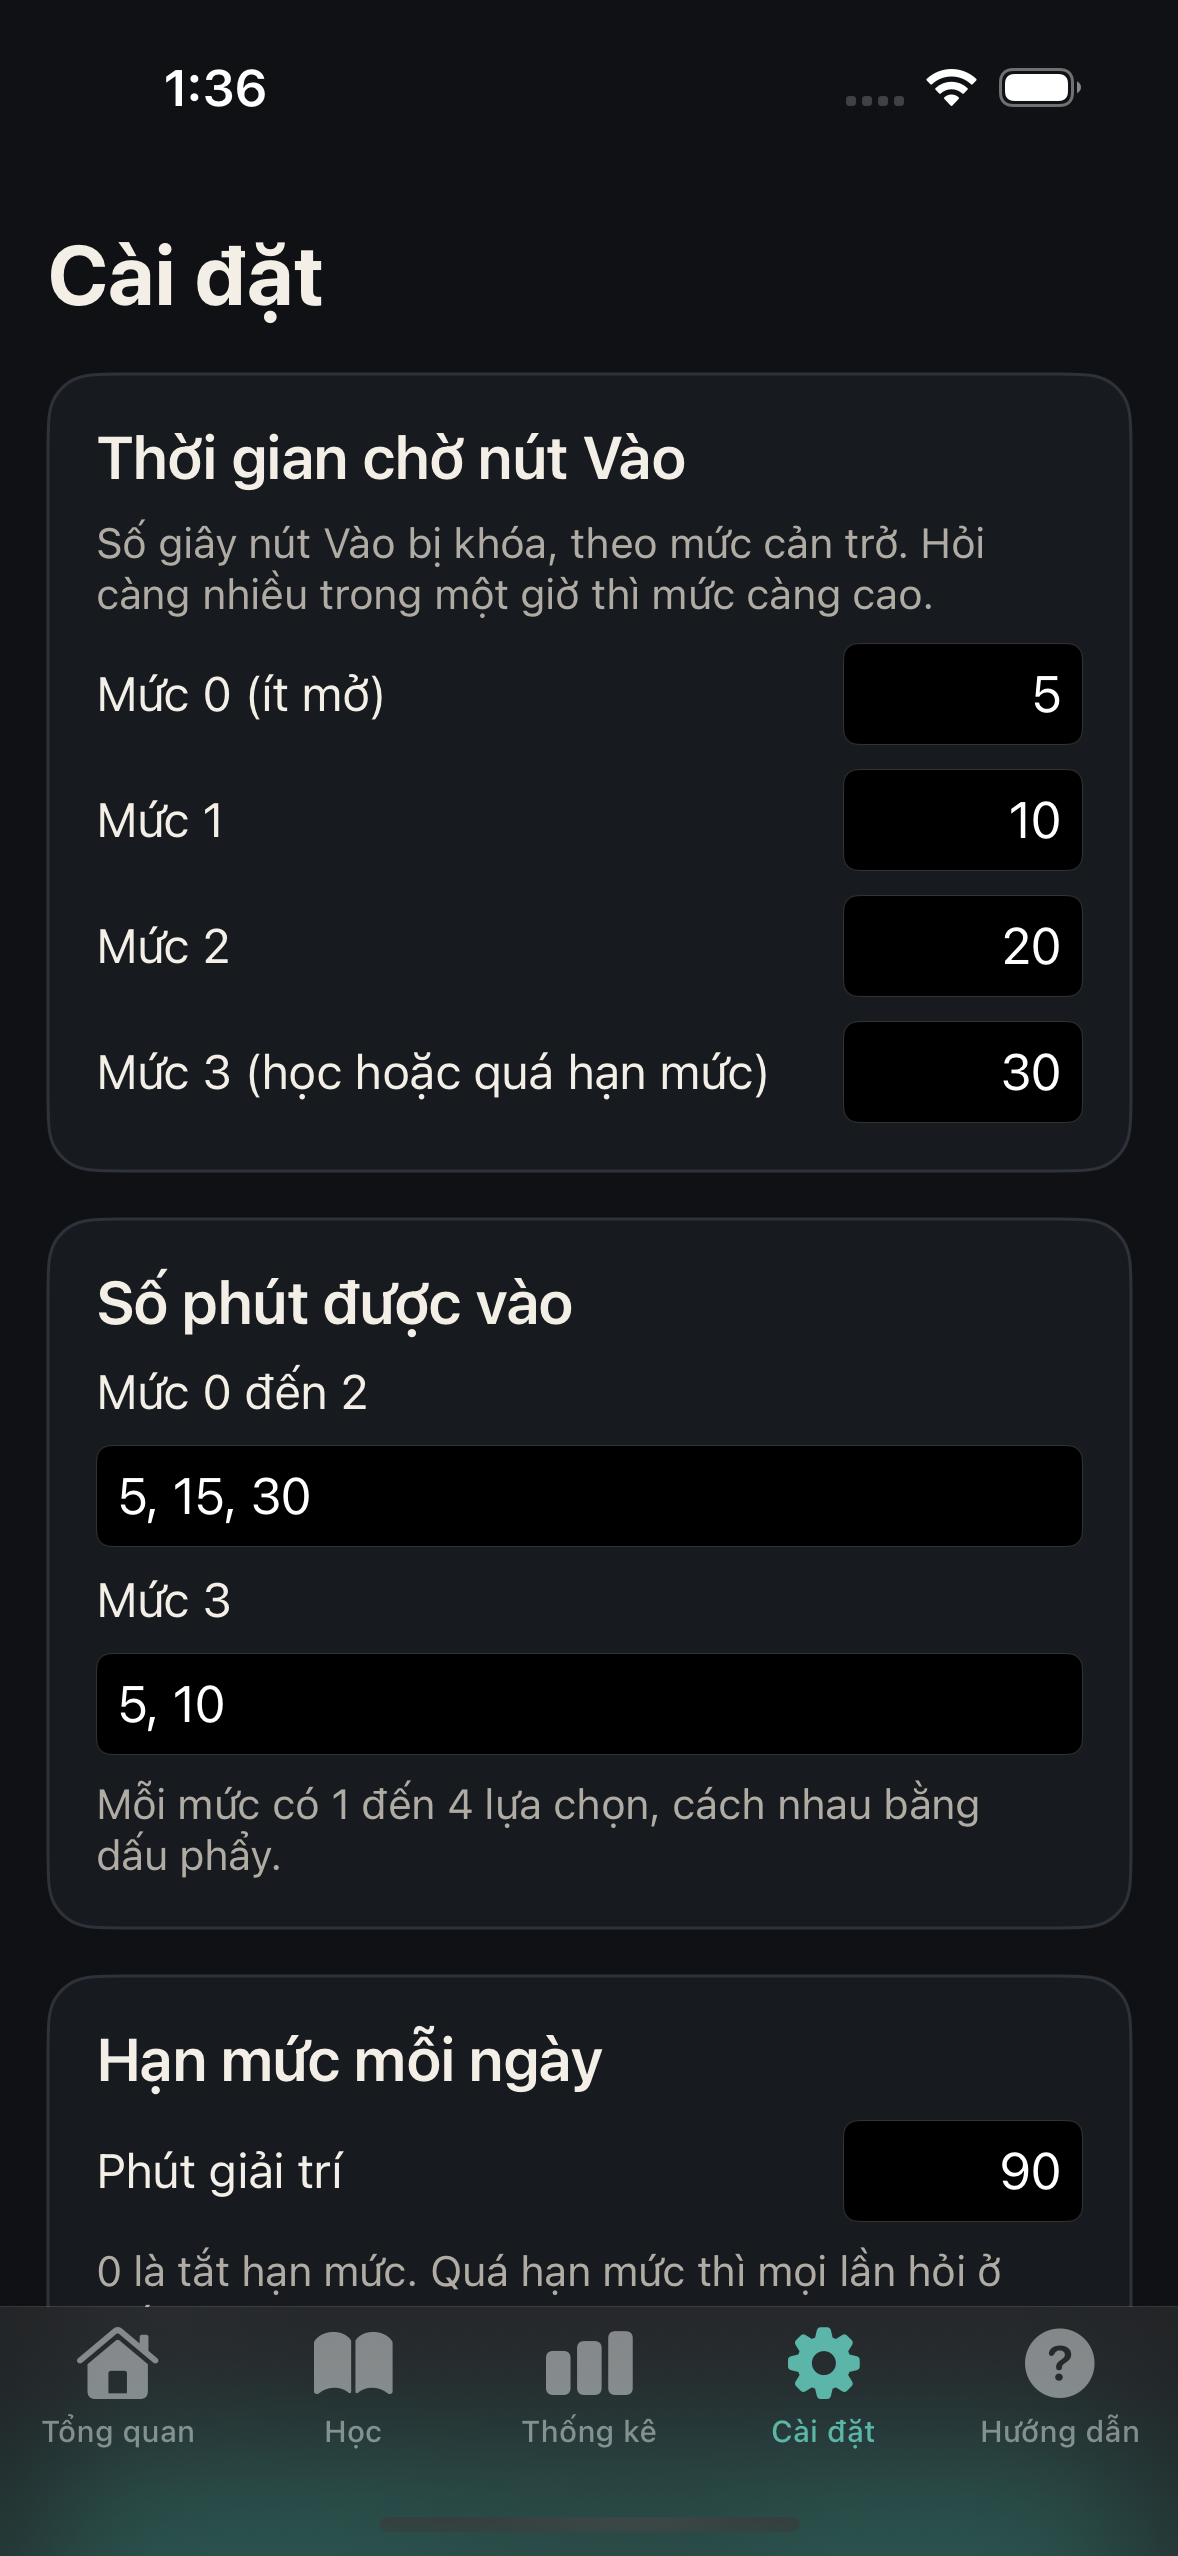 1:36
Cài đặt
Thời gian chờ nút Vào
Số giây nút Vào bị khóa, theo mức cản trở. Hỏi
càng nhiều trong một giờ thì mức càng cao.
Mức 0 (ít mở)
5
Mức 1
10
Mức 2
20
Mức 3 (học hoặc quá hạn mức)
30
Số phút được vào
Mức 0 đến 2
5, 15, 30
Mức 3
5, 10
Mỗi mức có 1 đến 4 lựa chọn, cách nhau bằng
dấu phẩy.
Hạn mức mỗi ngày
Phút giải trí
90
0 là tắt hạn mức. Quá hạn mức thì mọi lần hỏi ở
Tổng quan
Học
Thống kê
Cài đặt
Hướng dẫn